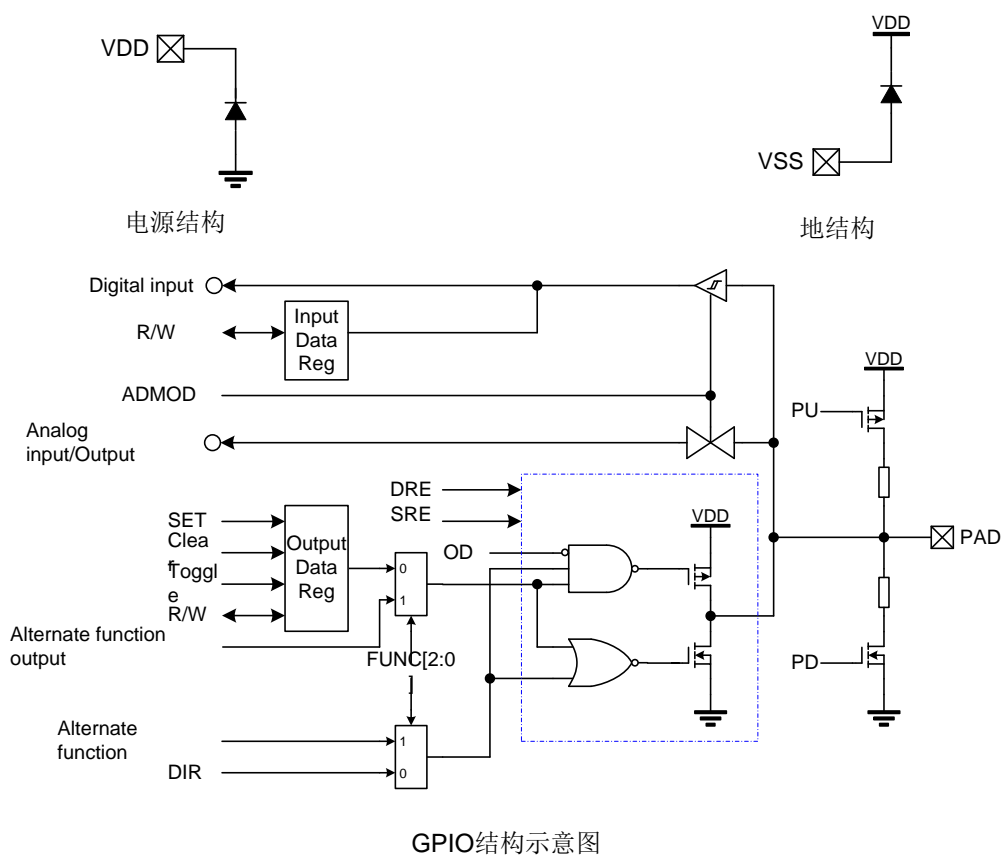 VDD
VDD
VSS
电源结构
地结构
Digital input
R/W
Input
Data
Reg
ADMOD
Analog
input/Output
VDD
PU
PAD
PD
DRE
SRE
VDD
OD
SET
Clea
r
Toggl
e
R/W
Output
Data
Reg
0
1
Alternate function
output
FUNC[2:0
]
Alternate
function
DIR
1
0
GPIO结构示意图